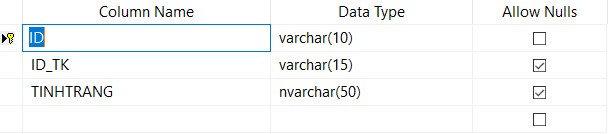 Column Name Data Type Allow Nulls
ID varchar(10)
ID_TK varchar(15)
TINHTRANG nvarchar(50)